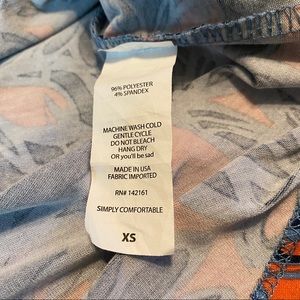 96% POLYESTER
4% SPANDEX
MACHINE WASH COLD
GENTLE CYCLE
DO NOT BLEACH
HANG DRY
OR you'll be sad
MADE IN USA
FABRIC IMPORTED
RN# 142161
SIMPLY COMFORTABLE
XS